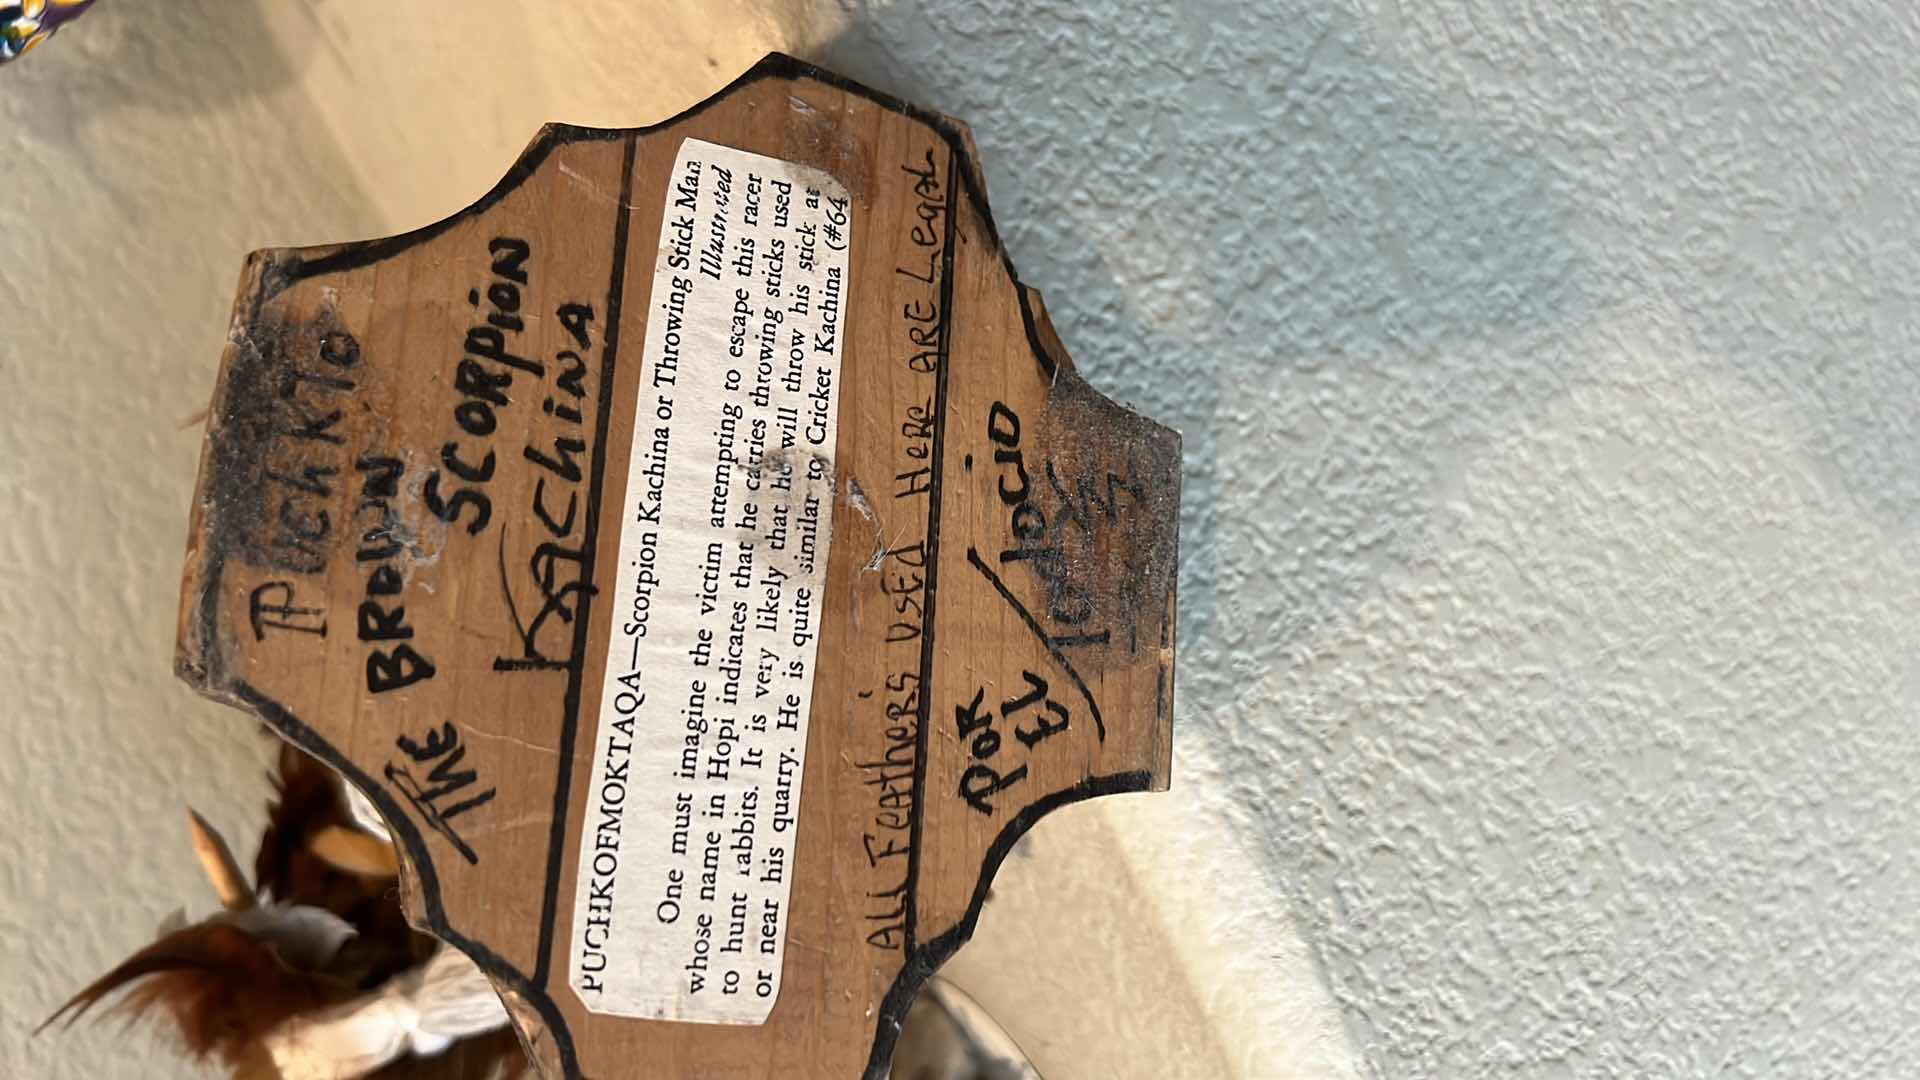 Puchkto
THE BROWN
SCORPION
KAChiNA
PUCHKOFMOKTAQA—Scorpion Kachina or Throwing Stick Man
Illustrated
One must imagine the victim attempting to escape this racer
whose name in Hopi indicates that he carries throwing sticks used
to hunt rabbits. It is very likely that he will throw his stick at
or near his quarry. He is quite similar to Cricket Kachina (#64
All Feathers Used Here ARE Legal
POR
EL